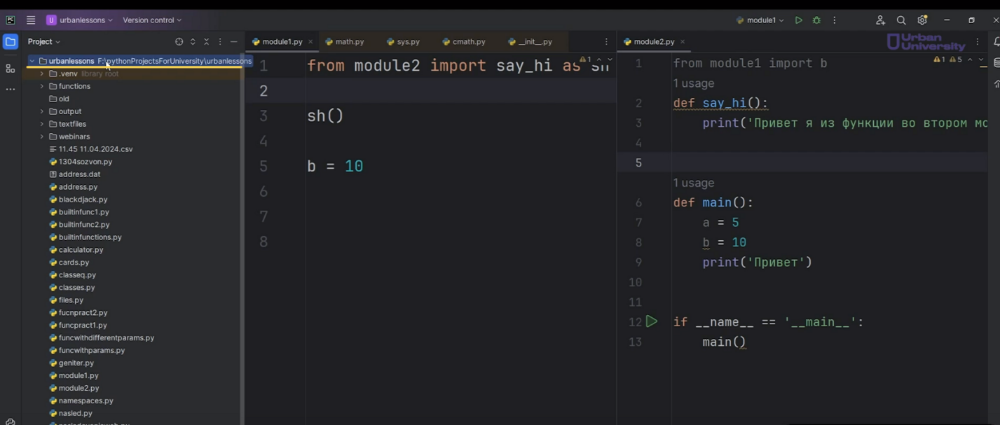 PC
U urbanlessons Version control
module1
Project
urbanlessons F:\pythonProjectsForUniversity\urbanlessons
.venv library root
functions
old
output
textfiles
webinars
11.45 11.04.2024.csv
1304sozvon.py
address.dat
address.py
blackdjack.py
builtinfunc1.py
builtinfunc2.py
builtinfunctions.py
calculator.py
cards.py
classeq.py
classes.py
files.py
fucnpract2.py
funcpract1.py
funcwithdifferentparams.py
funcwithparams.py
geniter.py
module1.py
module2.py
namespaces.py
nasled.py
module1.py math.py sys.py cmath.py __init__.py
1 from module2 import say_hi as sh
1
2
3 sh()
4
5 b = 10
6
7
8
module2.py
Urban University
1 from module1 import b
1 5
1 usage
2 def say_hi():
3 print('Привет я из функции во втором
4
5
1 usage
6 def main():
7 a = 5
8 b = 10
9 print('Привет')
10
11
12 if __name__ == '__main__':
13 main()